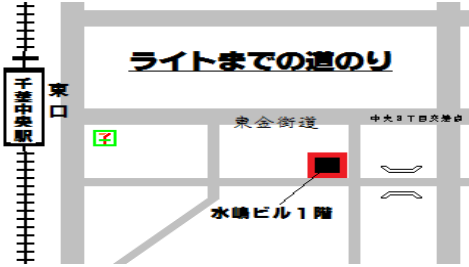 ライトまでの道のり
千葉中央駅
東口
東金街道
中央3丁目交差点
水嶋ビル1階